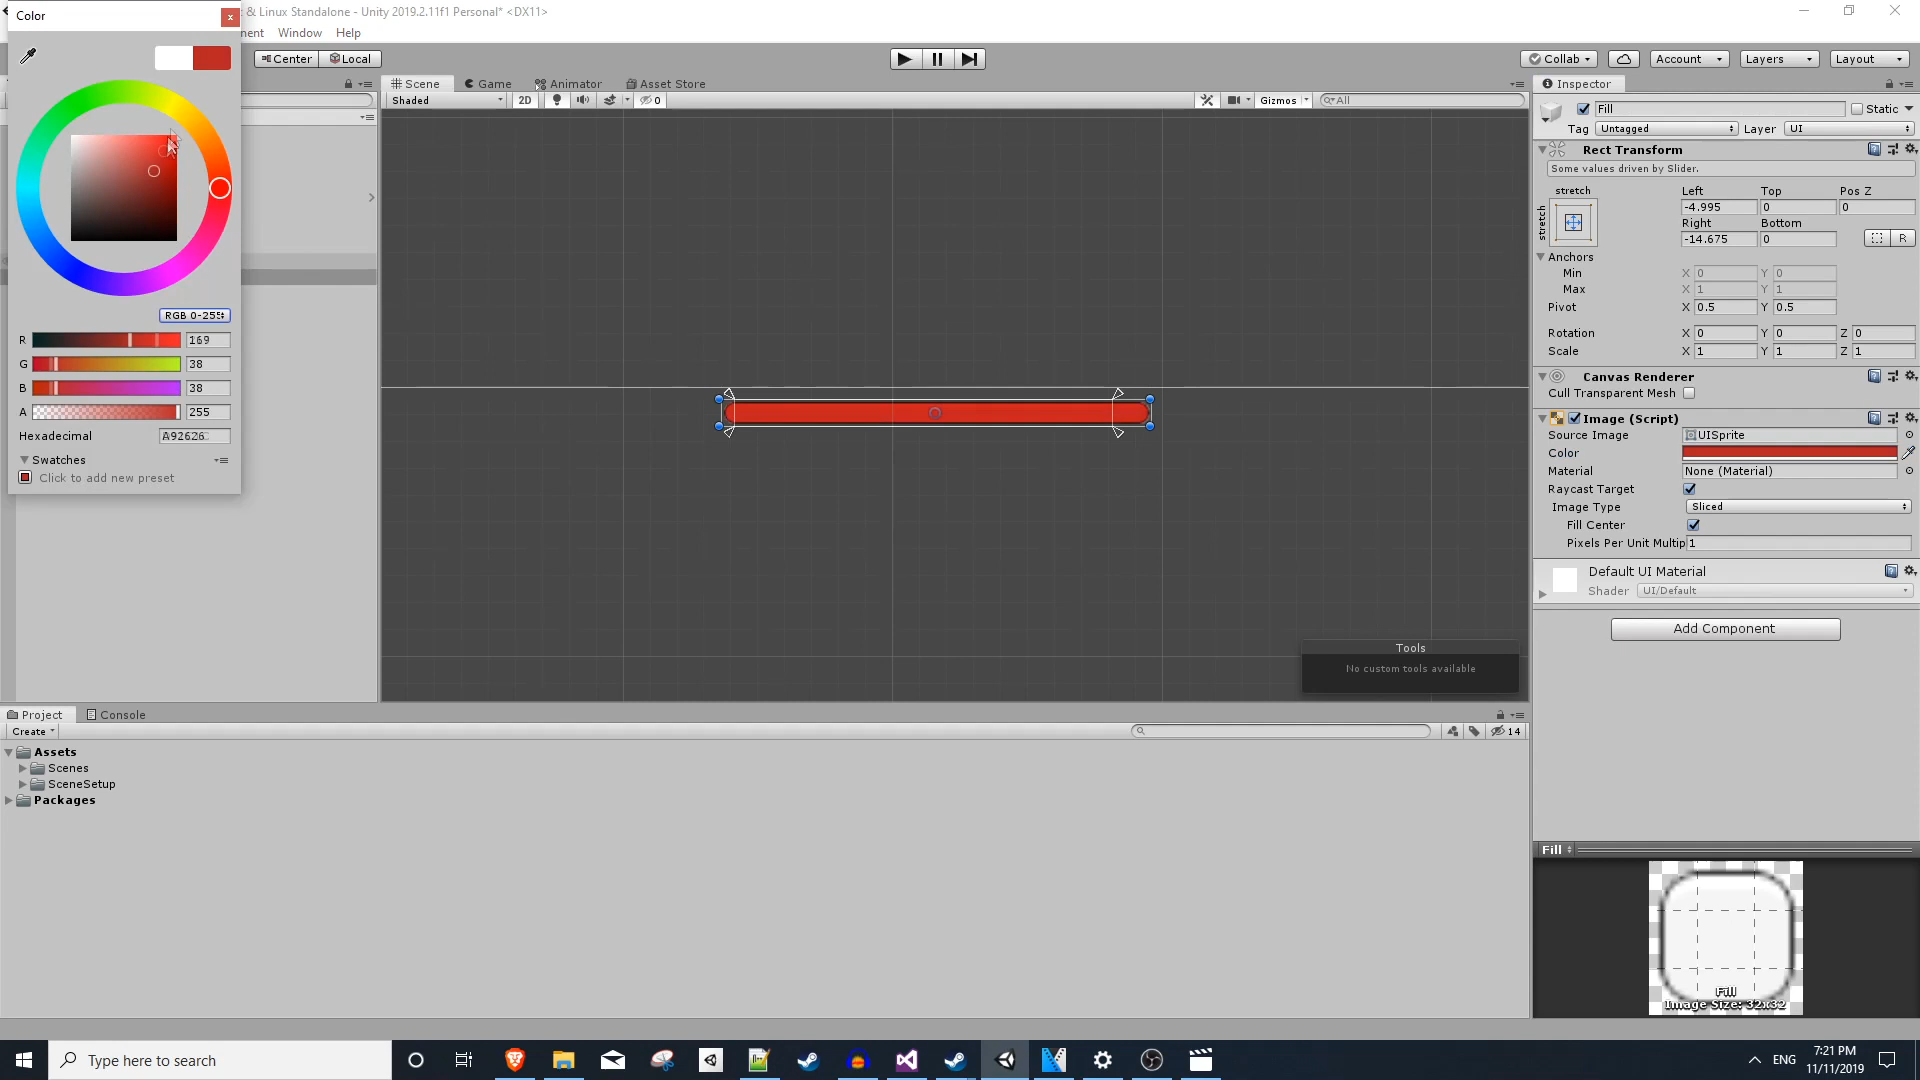 Color
x
& Linux Standalone - Unity 2019.2.11f1 Personal* <DX11>
Window Help
Center Local
Collab
Account
Layers
Layout
Scene Game Animator Asset Store
Shaded
2D
0
Gizmos
All
Inspector
Fill
Static
Tag Untagged Layer UI
Rect Transform
Some values driven by Slider.
stretch
stretch
Left Top Pos Z
-4.995 0 0
Right Bottom
-14.675 0
R
Anchors
Min X 0 Y 0
Max X 1 Y 1
Pivot X 0.5 Y 0.5
Rotation X 0 Y 0 Z 0
Scale X 1 Y 1 Z 1
Canvas Renderer
Cull Transparent Mesh
Image (Script)
Source Image UISprite
Color
Material None (Material)
Raycast Target
Image Type Sliced
Fill Center
Pixels Per Unit Multip 1
Default UI Material
Shader UI/Default
Add Component
RGB 0-255
R 169
G 38
B 38
A 255
Hexadecimal
Swatches
Click to add new preset
Tools
No custom tools available
Project Console
Create
14
Assets
Scenes
SceneSetup
Packages
Fill
Fill
Image Size: 32x32
Type here to search
ENG
7:21 PM
11/11/2019